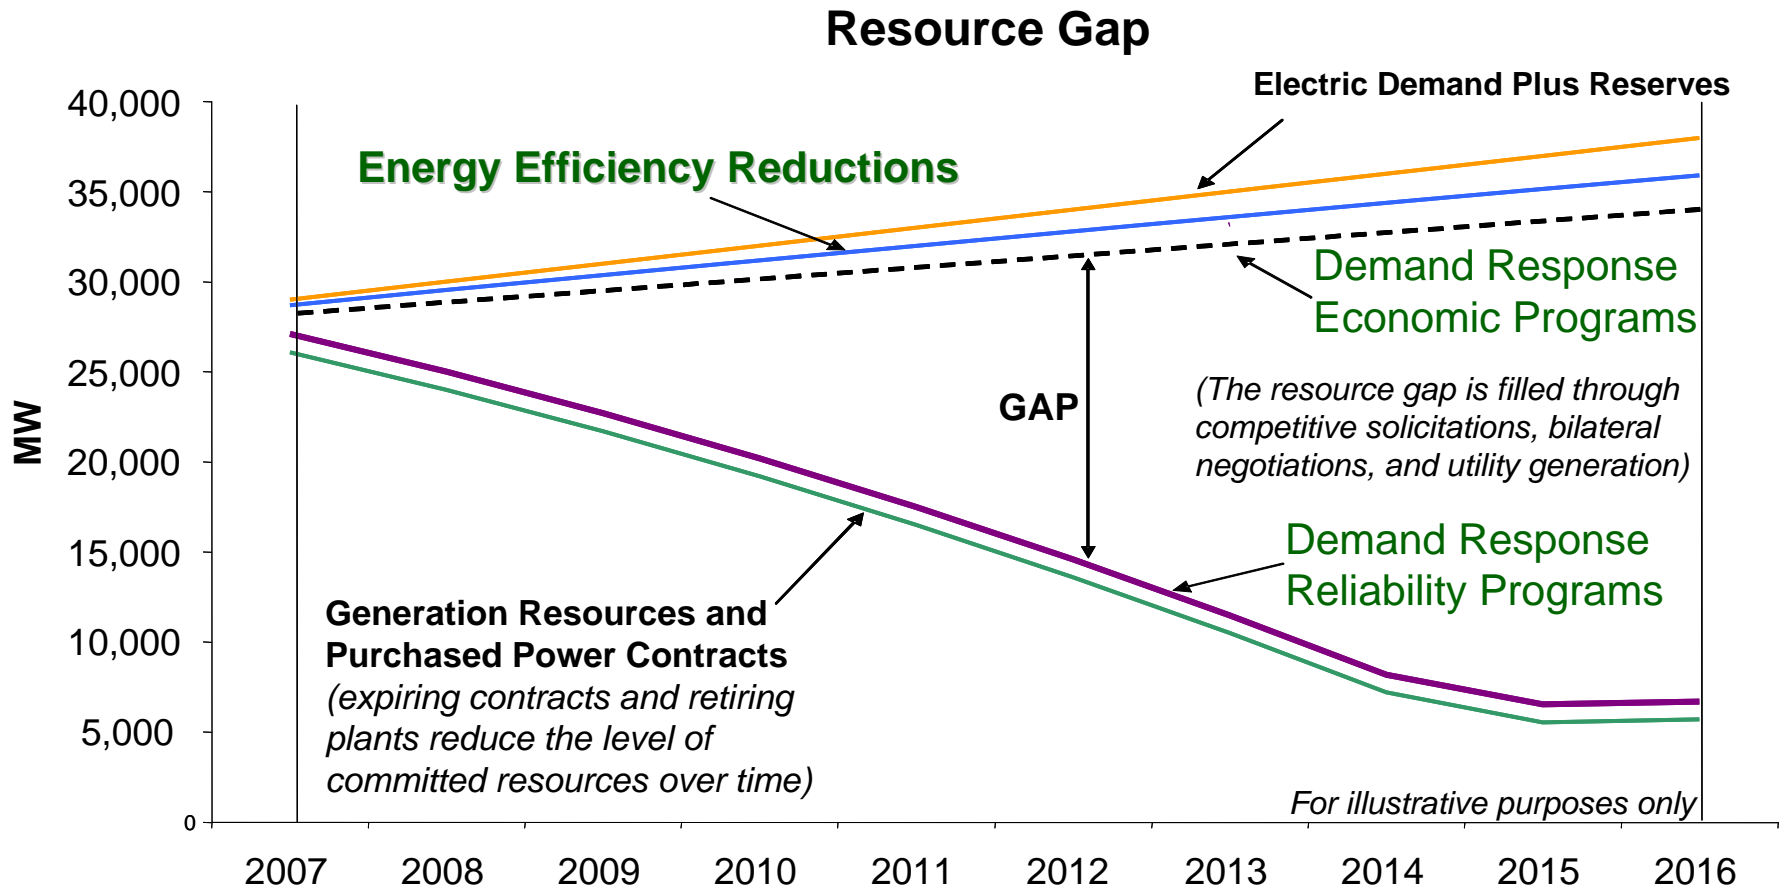 Resource Gap
Electric Demand Plus Reserves
Energy Efficiency Reductions
40,000
35,000
30,000
25,000
20,000
15,000
10,000
5,000
0
MW
Demand Response
Economic Programs
GAP
(The resource gap is filled through
competitive solicitations, bilateral
negotiations, and utility generation)
Demand Response
Reliability Programs
Generation Resources and
Purchased Power Contracts
(expiring contracts and retiring
plants reduce the level of
committed resources over time)
For illustrative purposes only
2007 2008 2009 2010 2011 2012 2013 2014 2015 2016